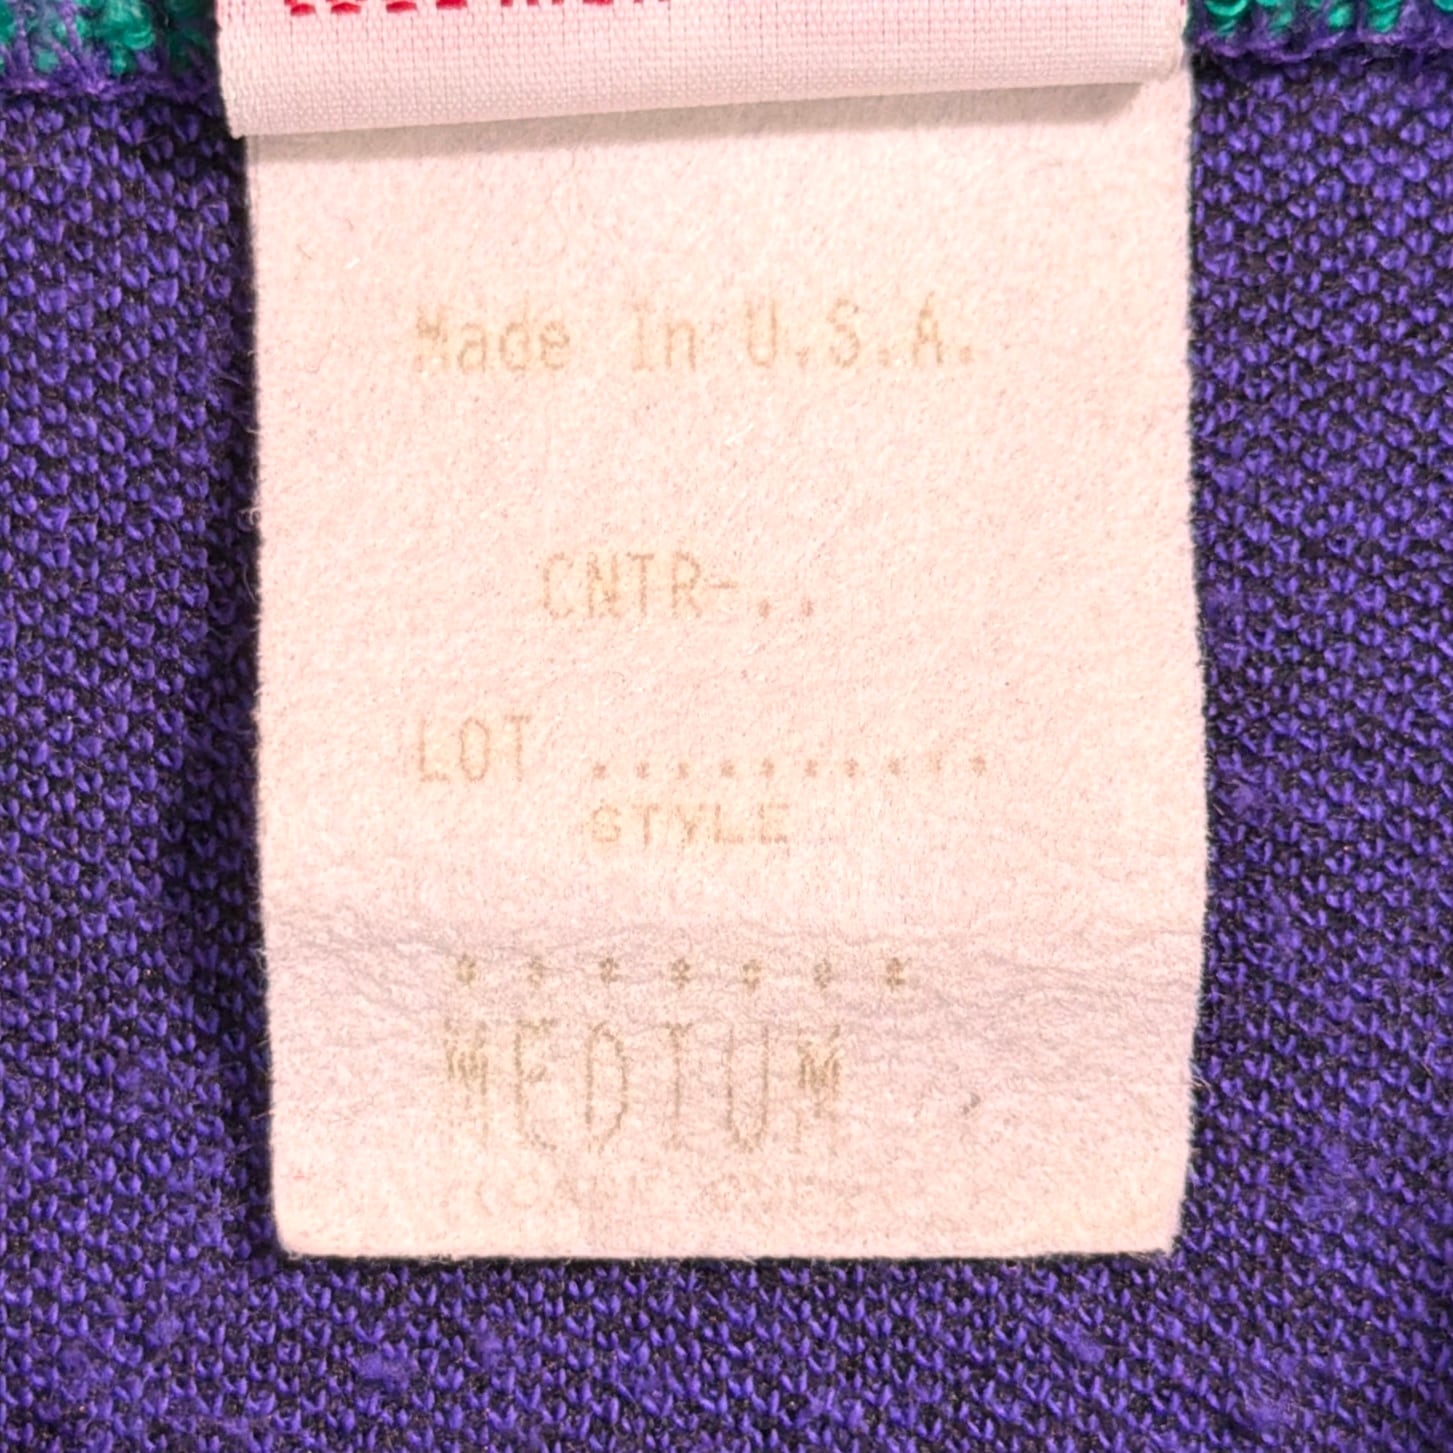 Made In U.S.A.
CNTR-..
LOT ..........
STYLE
MEDIUM